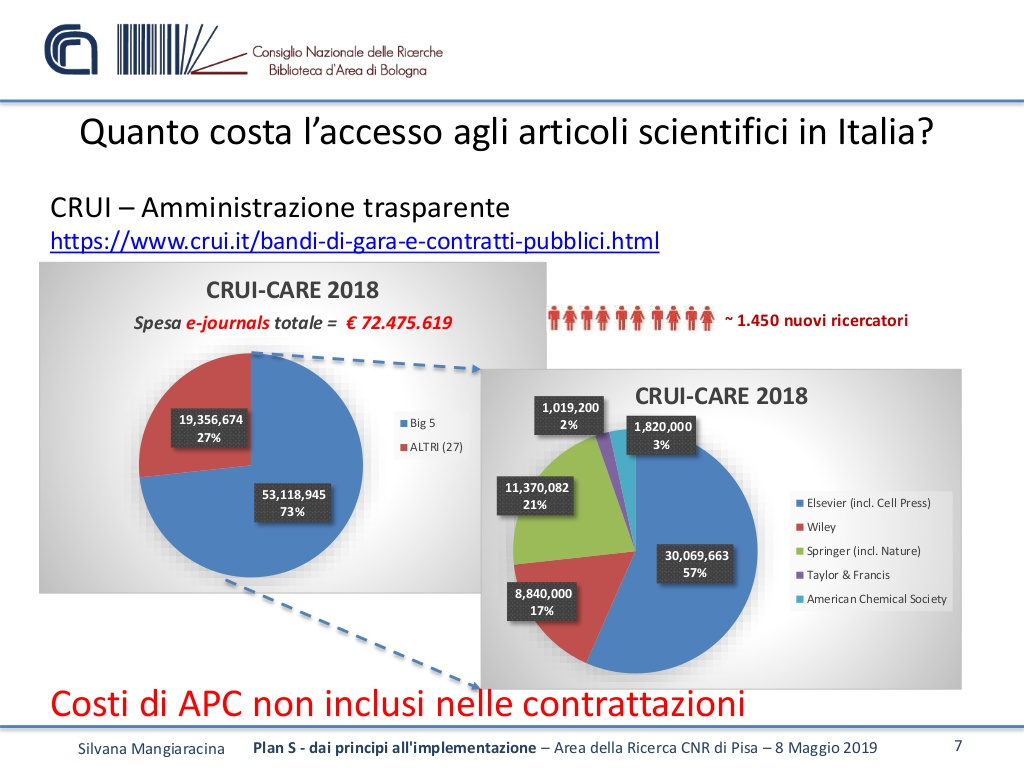 Consiglio Nazionale delle Ricerche
Biblioteca d'Area di Bologna
Quanto costa l'accesso agli articoli scientifici in Italia?
CRUI – Amministrazione trasparente
https://www.crui.it/bandi-di-gara-e-contratti-pubblici.html
CRUI-CARE 2018
Spesa e-journals totale = € 72.475.619
~ 1.450 nuovi ricercatori
19,356,674
27%
53,118,945
73%
Big 5
ALTRI (27)
CRUI-CARE 2018
1,019,200
2%
1,820,000
3%
11,370,082
21%
30,069,663
57%
8,840,000
17%
Elsevier (incl. Cell Press)
Wiley
Springer (incl. Nature)
Taylor & Francis
American Chemical Society
Costi di APC non inclusi nelle contrattazioni
Silvana Mangiaracina Plan S - dai principi all'implementazione – Area della Ricerca CNR di Pisa – 8 Maggio 2019 7